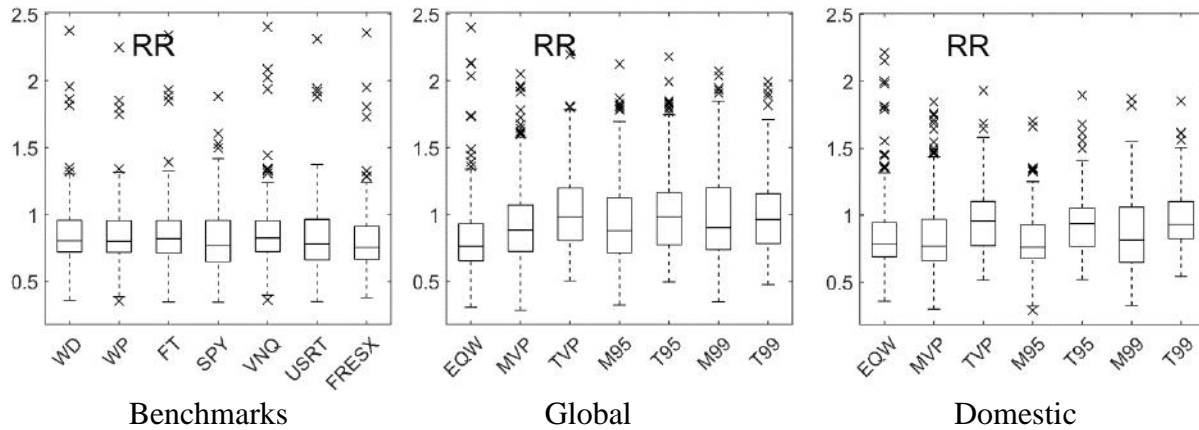 RR
2.5
2
1.5
1
0.5
WD
WP
FT
SPY
VNQ
USRT
FRESX
Benchmarks
RR
2.5
2
1.5
1
0.5
EQW
MVP
TVP
M95
T95
M99
T99
Global
RR
2.5
2
1.5
1
0.5
EQW
MVP
TVP
M95
T95
M99
T99
Domestic